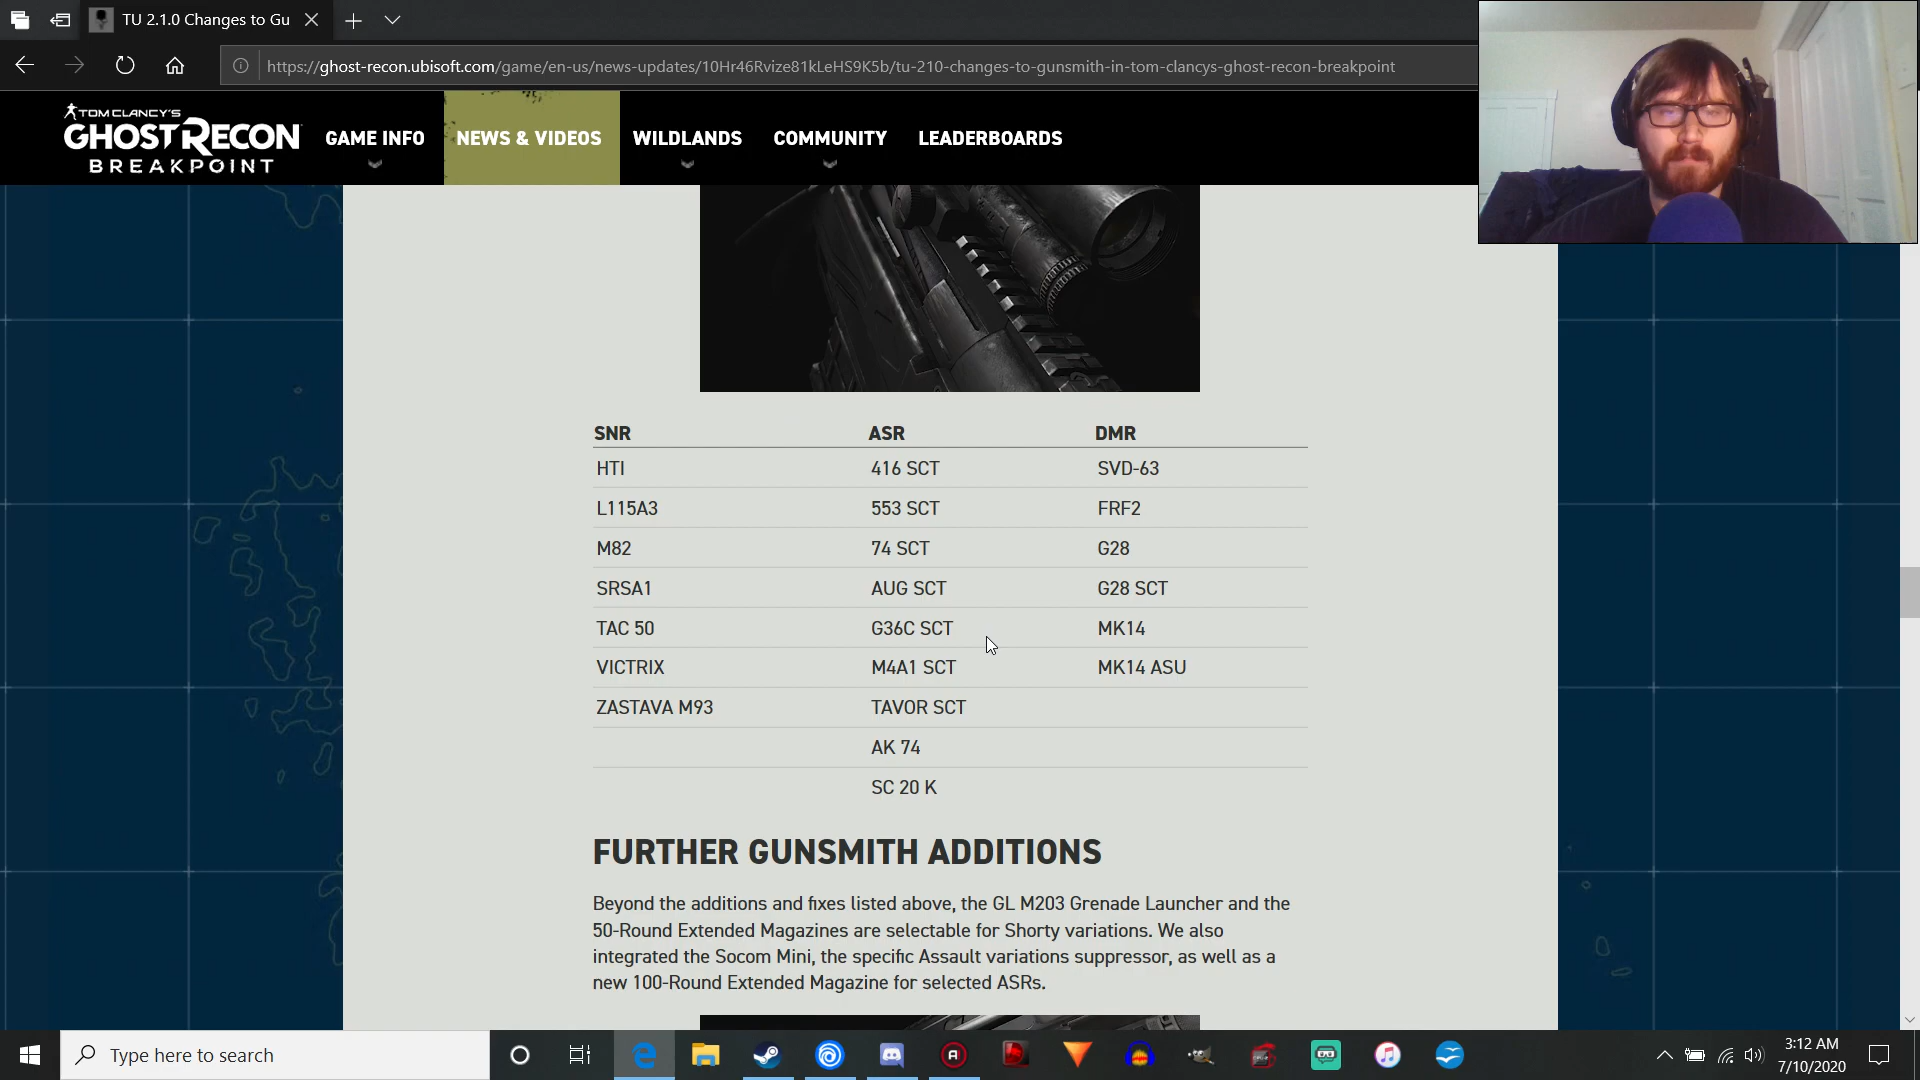 TU 2.1.0 Changes to Gu
https://ghost-recon.ubisoft.com/game/en-us/news-updates/10Hr46Rvize81kLeHS9K5b/tu-210-changes-to-gunsmith-in-tom-clancys-ghost-recon-breakpoint
TOM CLANCY'S
GHOST RECON
BREAKPOINT
GAME INFO NEWS & VIDEOS WILDLANDS COMMUNITY LEADERBOARDS
SNR ASR DMR
HTI 416 SCT SVD-63
L115A3 553 SCT FRF2
M82 74 SCT G28
SRSA1 AUG SCT G28 SCT
TAC 50 G36C SCT MK14
VICTRIX M4A1 SCT MK14 ASU
ZASTAVA M93 TAVOR SCT
AK 74
SC 20 K
FURTHER GUNSMITH ADDITIONS
Beyond the additions and fixes listed above, the GL M203 Grenade Launcher and the
50-Round Extended Magazines are selectable for Shorty variations. We also
integrated the Socom Mini, the specific Assault variations suppressor, as well as a
new 100-Round Extended Magazine for selected ASRs.
Type here to search
3:12 AM
7/10/2020